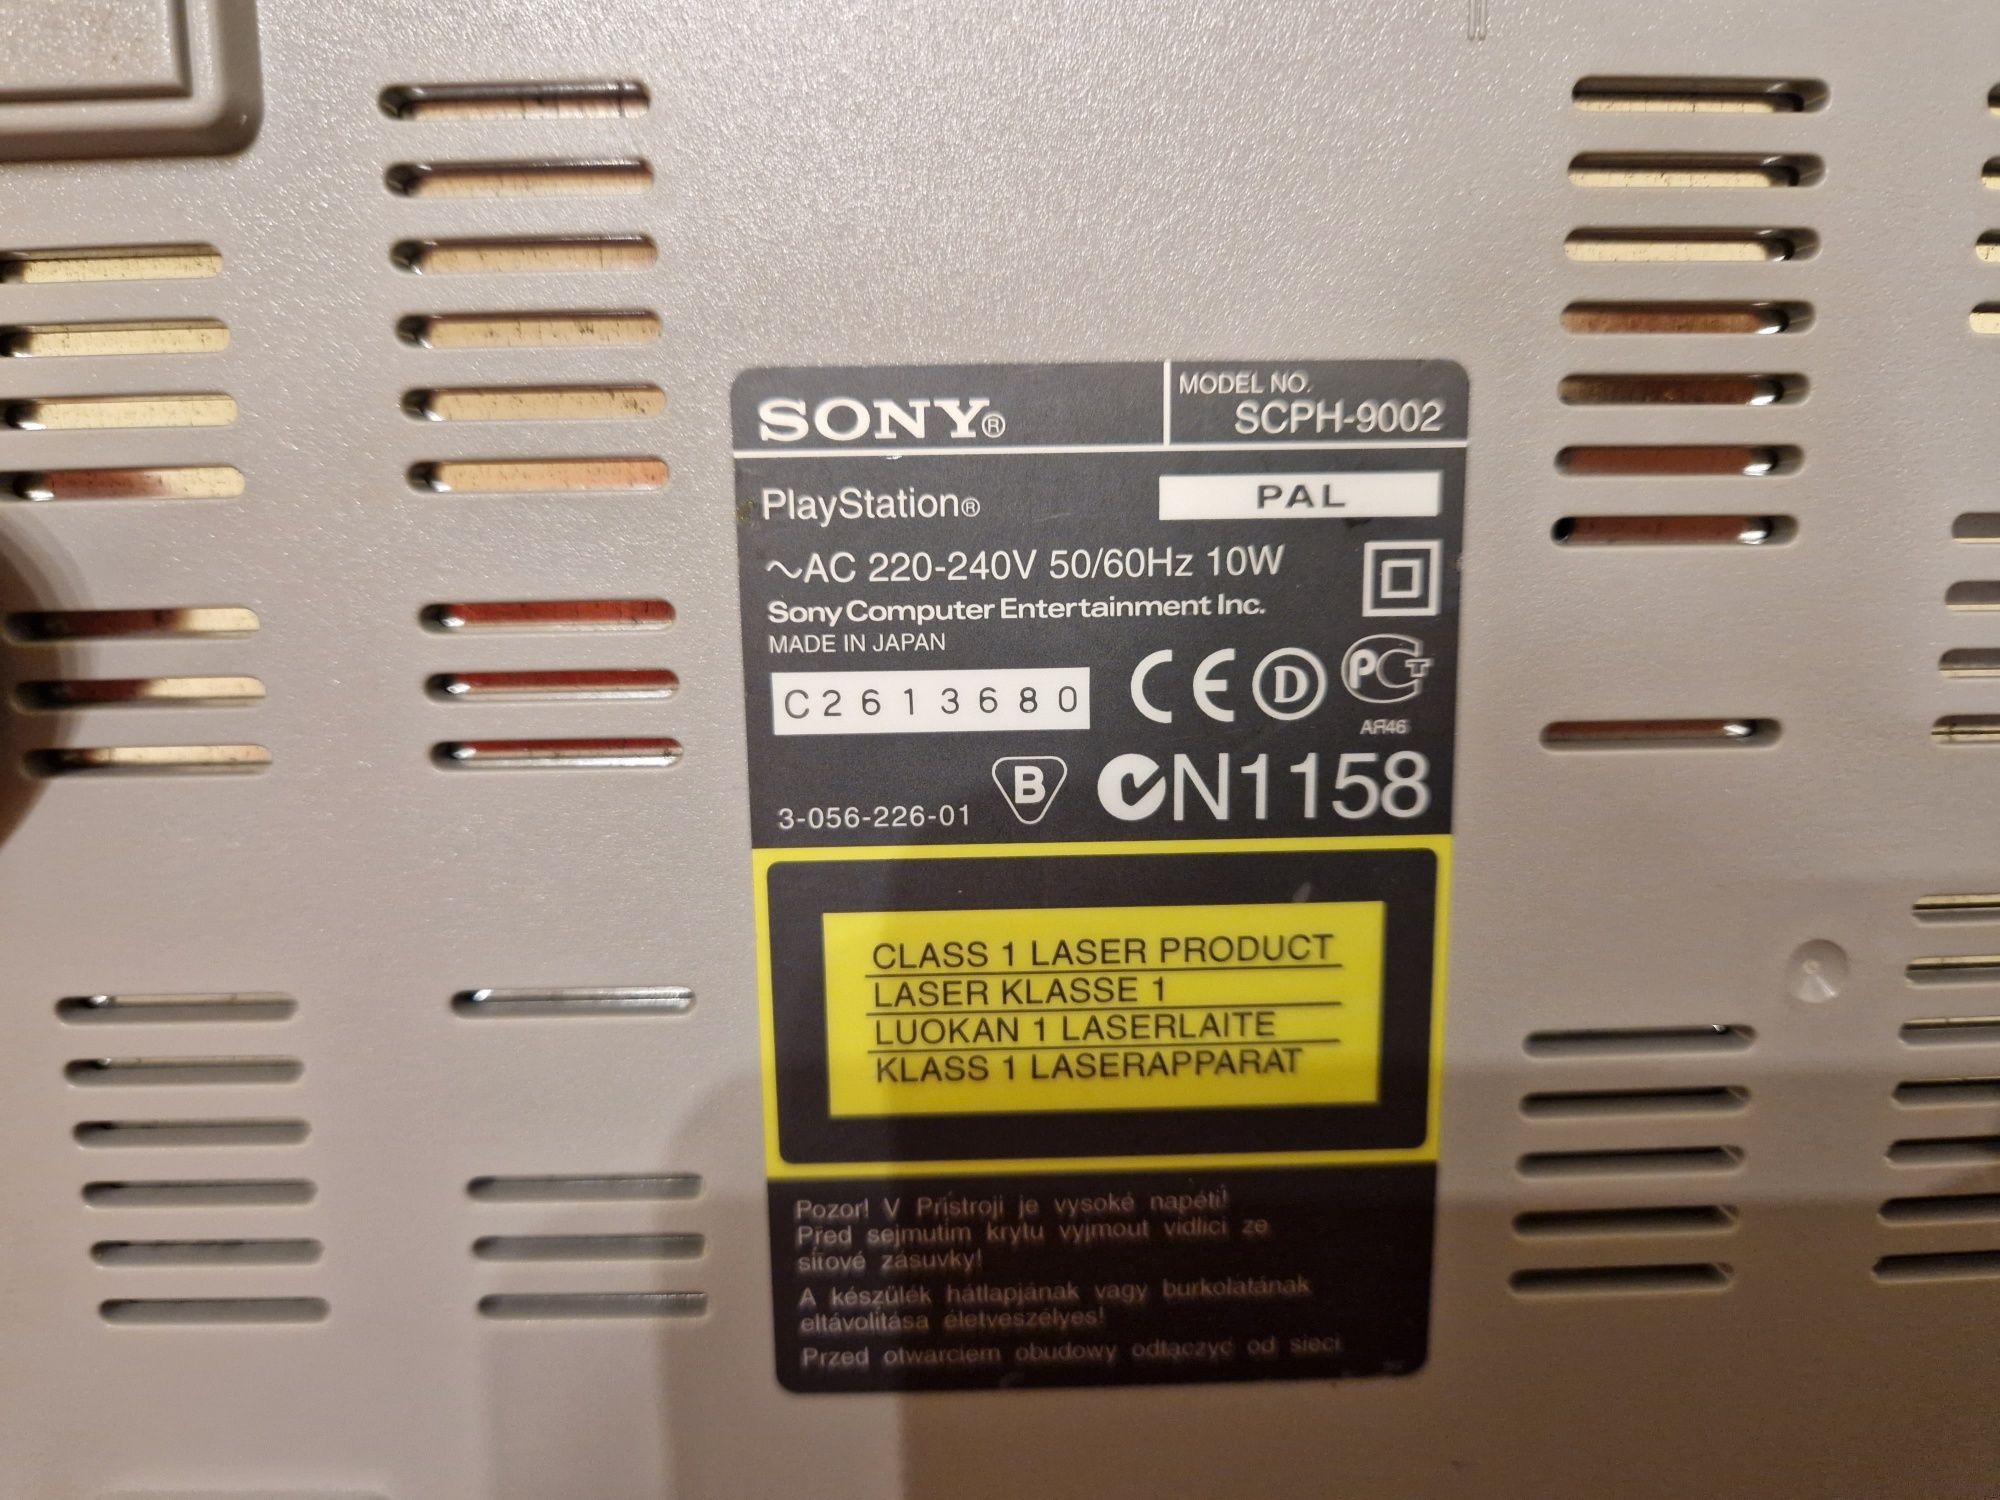 SONY®
MODEL NO.
SCPH-9002
PlayStation®
PAL
~AC 220-240V 50/60Hz 10W
Sony Computer Entertainment Inc.
MADE IN JAPAN
C2613680
CE D PCT
АЯ46
B N1158
3-056-226-01
CLASS 1 LASER PRODUCT
LASER KLASSE 1
LUOKAN 1 LASERLAITE
KLASS 1 LASERAPPARAT
Pozor! V Přístroji je vysoké napětí!
Před sejmutím krytu vyjmout vidlici ze
síťové zásuvky!
A készülék hátlapjának vagy burkolatának
eltávolítása életveszélyes!
Przed otwarciem obudowy odłączyć od sieci